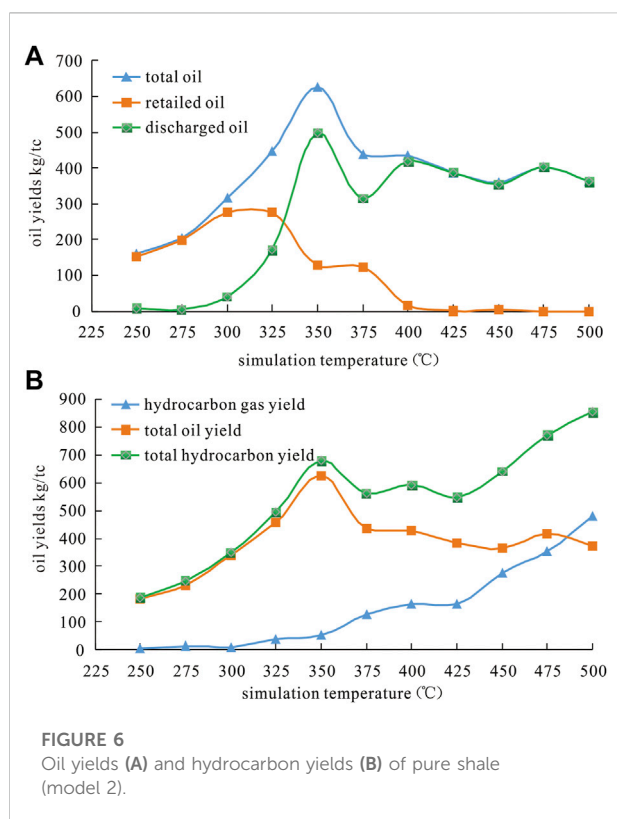 A
700
600
500
400
300
200
100
0
oil yields kg/tc
total oil
retailed oil
discharged oil
225 250 275 300 325 350 375 400 425 450 475 500
simulation temperature (℃)
B
900
800
700
600
500
400
300
200
100
0
oil yields kg/tc
hydrocarbon gas yield
total oil yield
total hydrocarbon yield
225 250 275 300 325 350 375 400 425 450 475 500
simulation temperature (℃)
FIGURE 6
Oil yields (A) and hydrocarbon yields (B) of pure shale
(model 2).